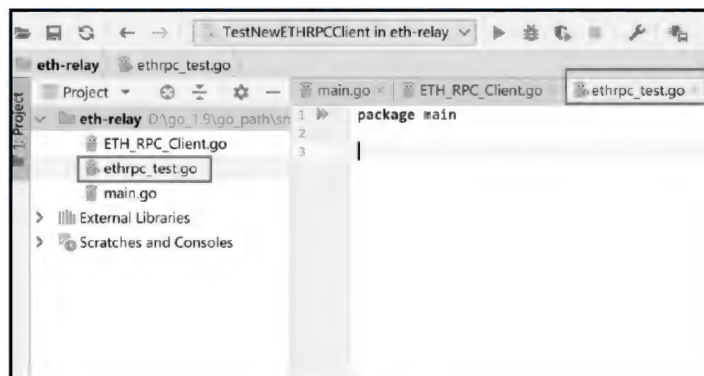 TestNewETHRPCClient in eth-relay
eth-relay ethrpc_test.go
1: Project
Project
main.go
ETH_RPC_Client.go
ethrpc_test.go
eth-relay D:\go_1.9\go_path\sr
ETH_RPC_Client.go
ethrpc_test.go
main.go
External Libraries
Scratches and Consoles
1 package main
2
3